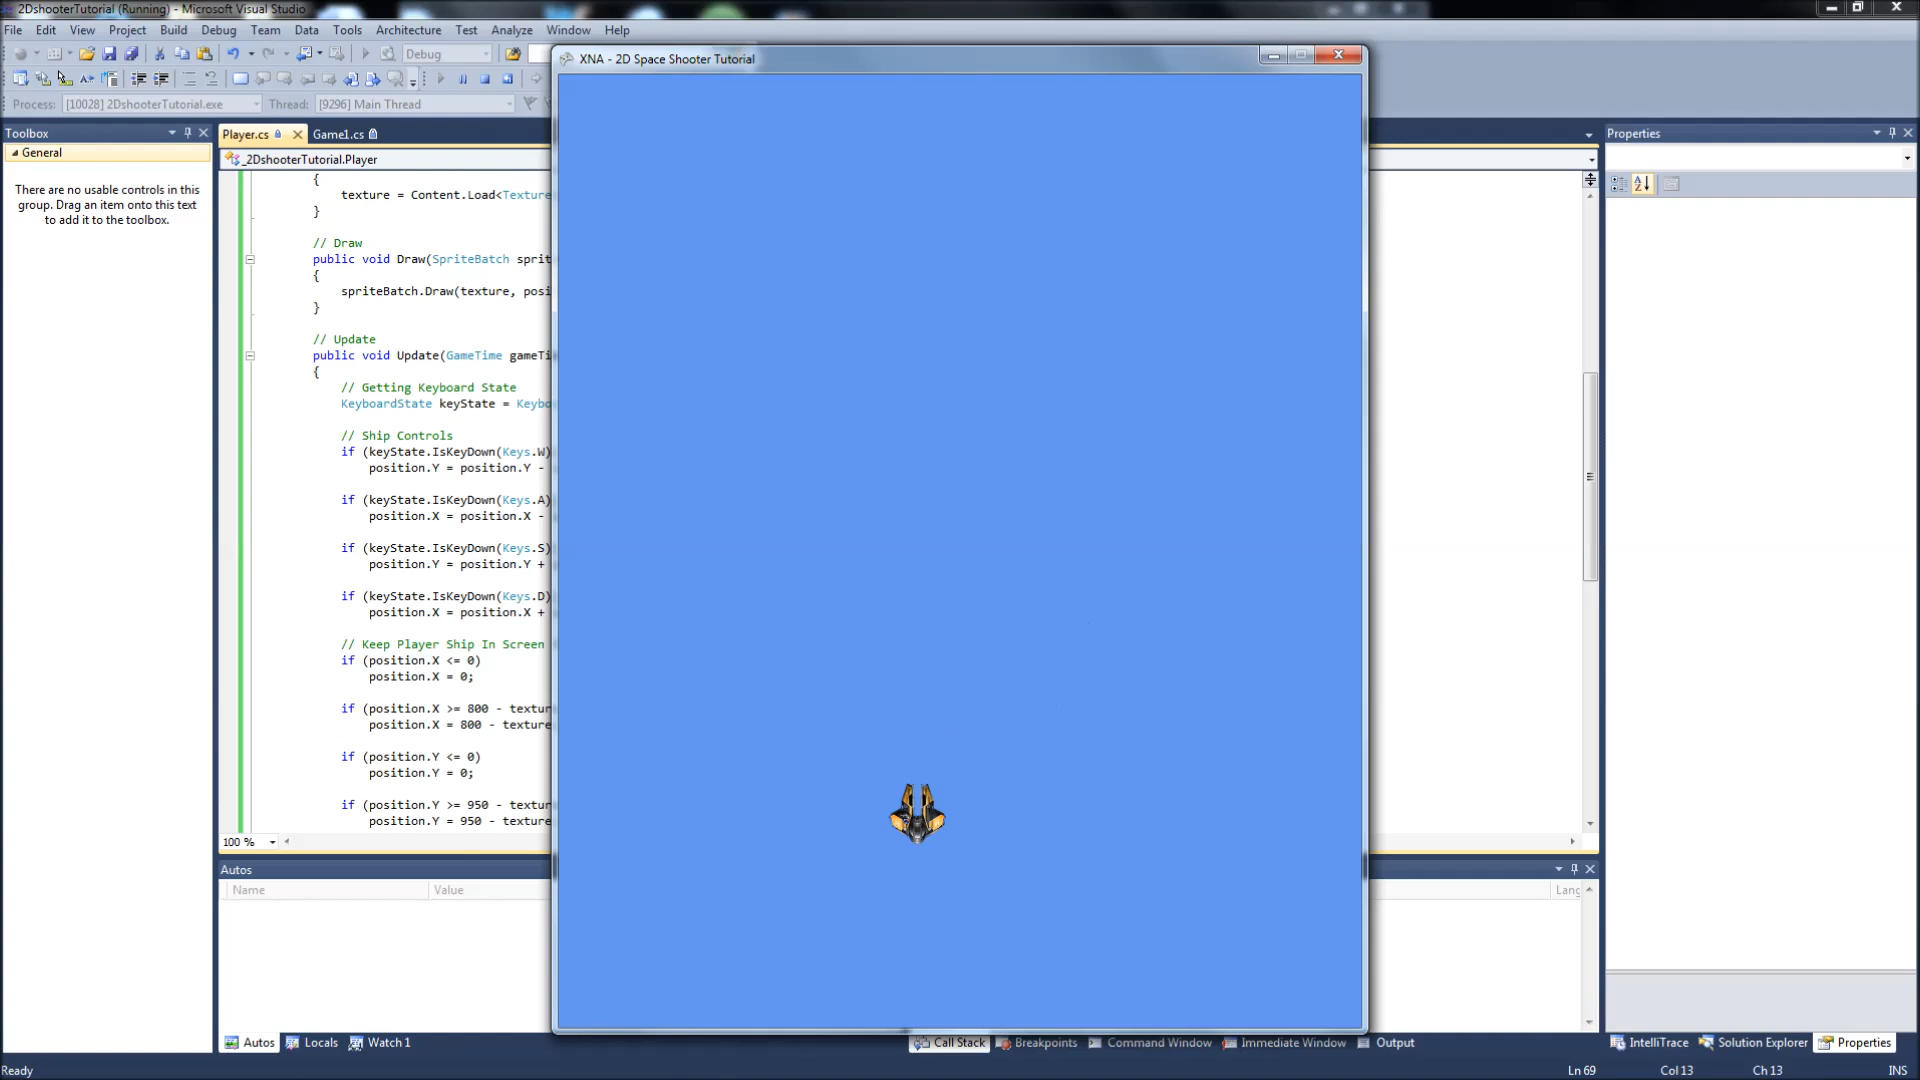 2DshooterTutorial (Running) - Microsoft Visual Studio
File Edit View Project Build Debug Team Data Tools Architecture Test Analyze Window Help
Debug
Process: [10028] 2DshooterTutorial.exe Thread: [9296] Main Thread
XNA - 2D Space Shooter Tutorial
Toolbox
General
There are no usable controls in this
group. Drag an item onto this text
to add it to the toolbox.
Player.cs Game1.cs
_2DshooterTutorial.Player
{
texture = Content.Load<Texture
}
// Draw
public void Draw(SpriteBatch sprit
{
spriteBatch.Draw(texture, posi
}
// Update
public void Update(GameTime gameTi
{
// Getting Keyboard State
KeyboardState keyState = Keybo
// Ship Controls
if (keyState.IsKeyDown(Keys.W)
position.Y = position.Y -
if (keyState.IsKeyDown(Keys.A)
position.X = position.X -
if (keyState.IsKeyDown(Keys.S)
position.Y = position.Y +
if (keyState.IsKeyDown(Keys.D)
position.X = position.X +
// Keep Player Ship In Screen
if (position.X <= 0)
position.X = 0;
if (position.X >= 800 - textur
position.X = 800 - texture
if (position.Y <= 0)
position.Y = 0;
if (position.Y >= 950 - textur
position.Y = 950 - texture
100 %
Autos
Name Value Lang
Autos Locals Watch 1
Call Stack Breakpoints Command Window Immediate Window Output
Properties
IntelliTrace Solution Explorer Properties
Ready Ln 69 Col 13 Ch 13 INS